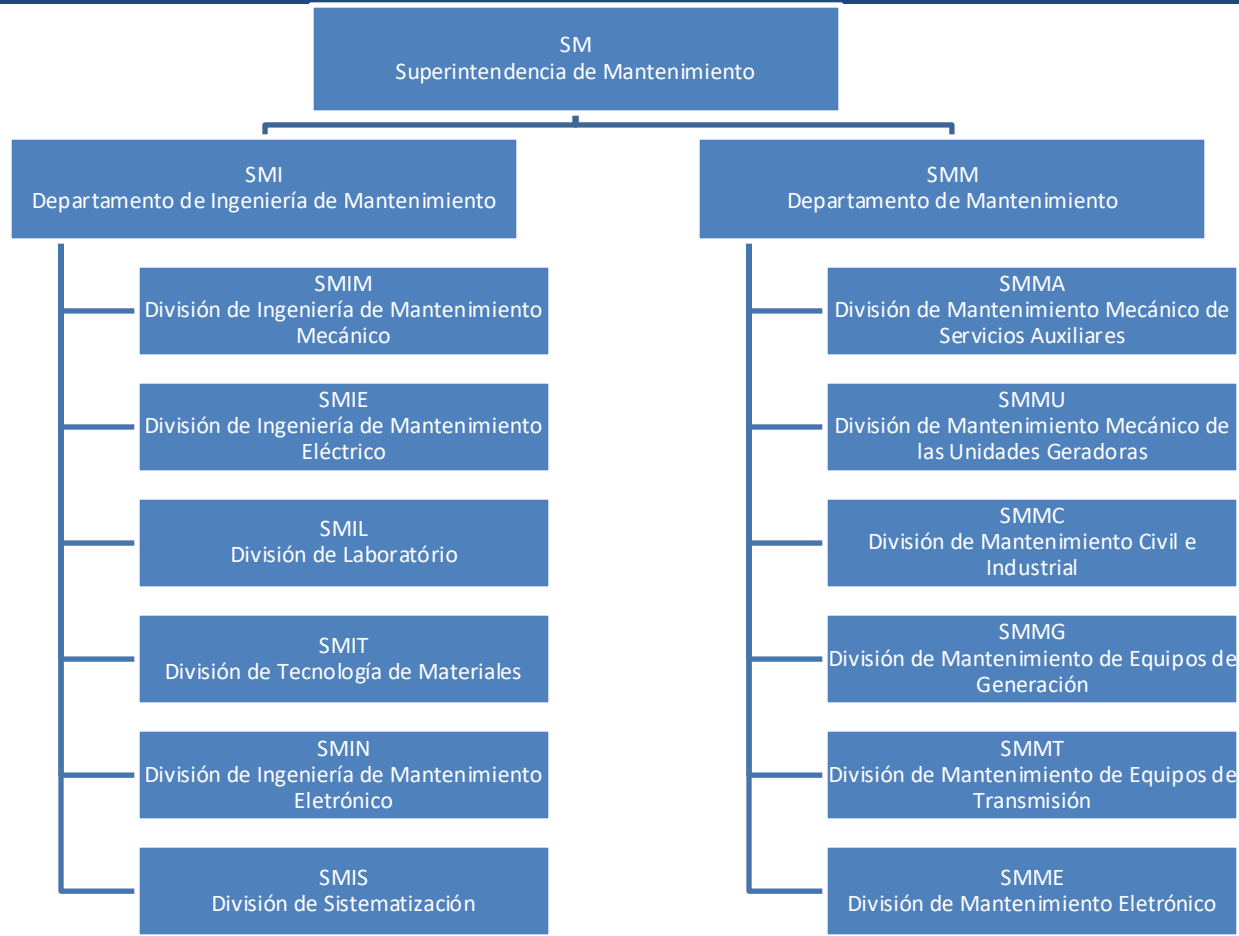 SM
Superintendencia de Mantenimiento
SMI
Departamento de Ingeniería de Mantenimiento
SMIM
División de Ingeniería de Mantenimiento
Mecánico
SMIE
División de Ingeniería de Mantenimiento
Eléctrico
SMIL
División de Laboratório
SMIT
División de Tecnología de Materiales
SMIN
División de Ingeniería de Mantenimiento
Eletrónico
SMIS
División de Sistematización
SMM
Departamento de Mantenimiento
SMMA
División de Mantenimiento Mecánico de
Servicios Auxiliares
SMMU
División de Mantenimiento Mecánico de
las Unidades Geradoras
SMMC
División de Mantenimiento Civil e
Industrial
SMMG
División de Mantenimiento de Equipos de
Generación
SMMT
División de Mantenimiento de Equipos de
Transmisión
SMME
División de Mantenimiento Eletrónico